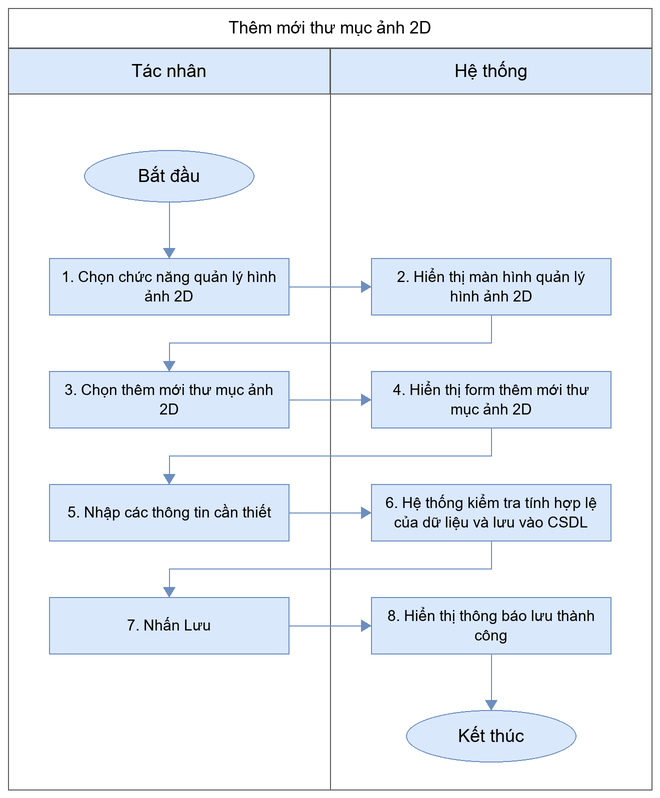 Thêm mới thư mục ảnh 2D
Tác nhân
Hệ thống
Bắt đầu
1. Chọn chức năng quản lý hình
ảnh 2D
2. Hiển thị màn hình quản lý
hình ảnh 2D
3. Chọn thêm mới thư mục ảnh
2D
4. Hiển thị form thêm mới thư
mục ảnh 2D
5. Nhập các thông tin cần thiết
6. Hệ thống kiểm tra tính hợp lệ
của dữ liệu và lưu vào CSDL
7. Nhấn Lưu
8. Hiển thị thông báo lưu thành
công
Kết thúc